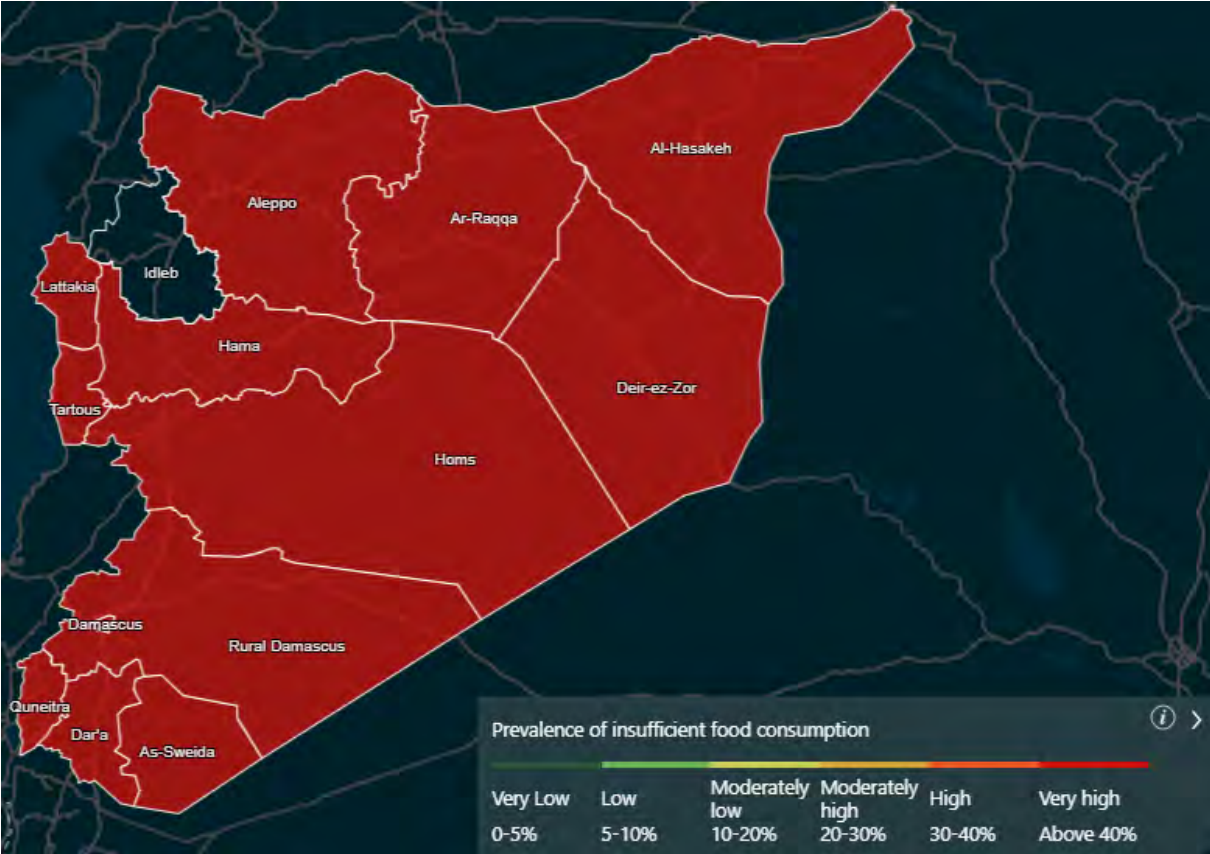 Al-Hasakeh
Aleppo
Ar-Raqqa
Idleb
Lattakia
Hama
Deir-ez-Zor
Tartous
Homs
Damascus
Rural Damascus
Quneitra
Dar'a
As-Sweida
Prevalence of insufficient food consumption
Very Low
0-5%
Low
5-10%
Moderately
low
10-20%
Moderately
high
20-30%
High
30-40%
Very high
Above 40%